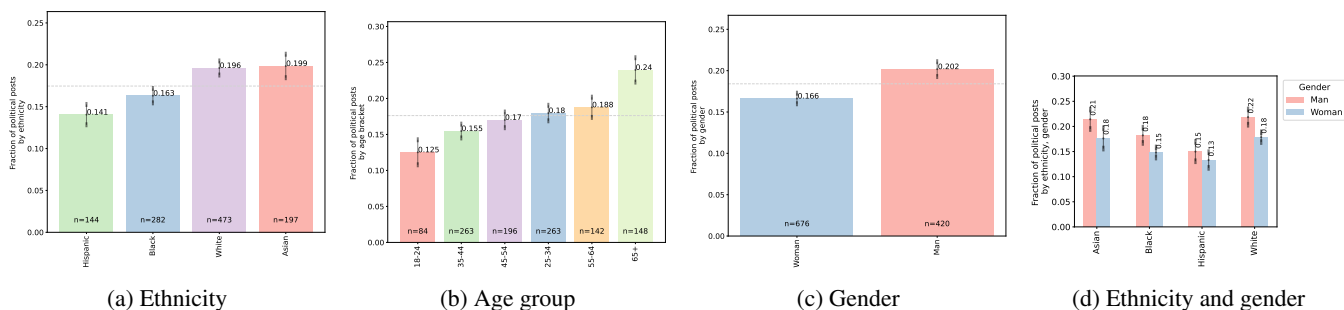 0.30
0.25
0.20
0.15
0.10
0.05
0.00
Fraction of political posts
by ethnicity
0.141
0.163
0.196
0.199
n=144
n=282
n=473
n=197
Hispanic
Black
White
Asian
(a) Ethnicity
0.30
0.25
0.20
0.15
0.10
0.05
0.00
Fraction of political posts
by age bracket
0.125
0.155
0.17
0.18
0.188
0.24
n=84
n=263
n=196
n=263
n=142
n=148
18-24
35-44
45-54
25-34
55-64
65+
(b) Age group
0.25
0.20
0.15
0.10
0.05
0.00
Fraction of political posts
by gender
0.166
0.202
n=676
n=420
Woman
Man
(c) Gender
Gender
Man
Woman
0.30
0.25
0.20
0.15
0.10
0.05
0.00
Fraction of political posts
by ethnicity, gender
0.21
0.18
0.18
0.15
0.15
0.13
0.22
0.18
Asian
Black
Hispanic
White
(d) Ethnicity and gender